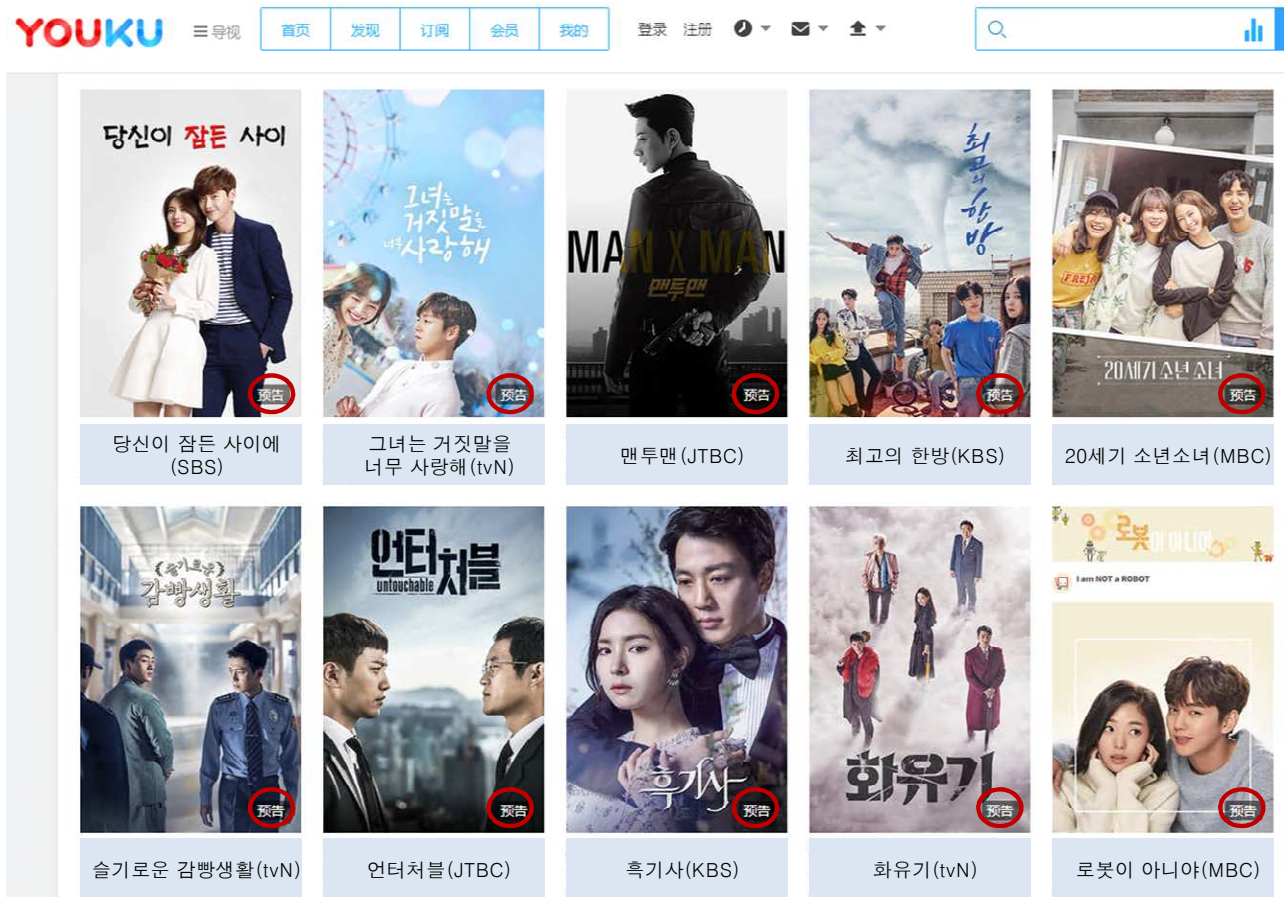 YOUKU
导视
首页
发现
订阅
会员
我的
登录
注册
당신이 잠든 사이
预告
그녀는
거짓말을
너무 사랑해
预告
MAN X MAN
맨투맨
预告
최고의 한방
预告
20세기 소년 소녀
预告
당신이 잠든 사이에
(SBS)
그녀는 거짓말을
너무 사랑해(tvN)
맨투맨(JTBC)
최고의 한방(KBS)
20세기 소년소녀(MBC)
(슬기로운)
감빵생활
预告
언터처블
untouchable
预告
흑기사
预告
화유기
预告
로봇이 아니야
I am NOT a ROBOT
预告
슬기로운 감빵생활(tvN)
언터처블(JTBC)
흑기사(KBS)
화유기(tvN)
로봇이 아니야(MBC)